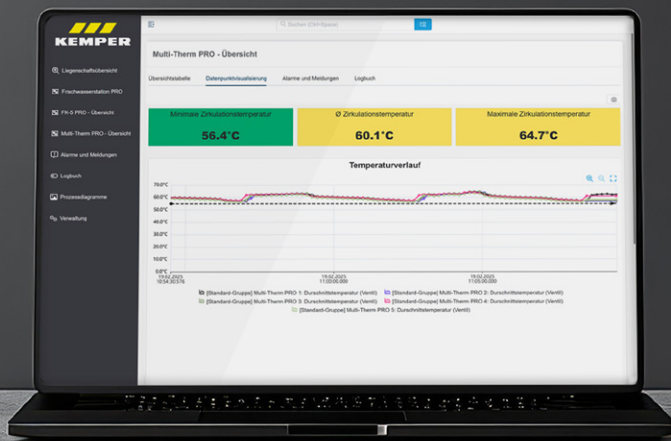 KEMPER
Suchen (Ctrl+Space)
Multi-Therm PRO - Übersicht
Liegenschaftsübersicht
Frischwasserstation PRO
FK-5 PRO - Übersicht
Multi-Therm PRO - Übersicht
Alarme und Meldungen
Logbuch
Prozessdiagramme
Verwaltung
Übersichtstabelle Datenpunktvisualisierung Alarme und Meldungen Logbuch
Minimale Zirkulationstemperatur
56.4°C
Ø Zirkulationstemperatur
60.1°C
Maximale Zirkulationstemperatur
64.7°C
Temperaturverlauf
70.0°C
60.0°C
50.0°C
40.0°C
30.0°C
20.0°C
10.0°C
0.0°C
19.02.2025
10:54:30.576
19.02.2025
11:00:00.000
19.02.2025
11:05:00.000
[Standard-Gruppe] Multi-Therm PRO 1: Durschnittstemperatur (Ventil)
[Standard-Gruppe] Multi-Therm PRO 2: Durschnittstemperatur (Ventil)
[Standard-Gruppe] Multi-Therm PRO 3: Durschnittstemperatur (Ventil)
[Standard-Gruppe] Multi-Therm PRO 4: Durschnittstemperatur (Ventil)
[Standard-Gruppe] Multi-Therm PRO 5: Durschnittstemperatur (Ventil)